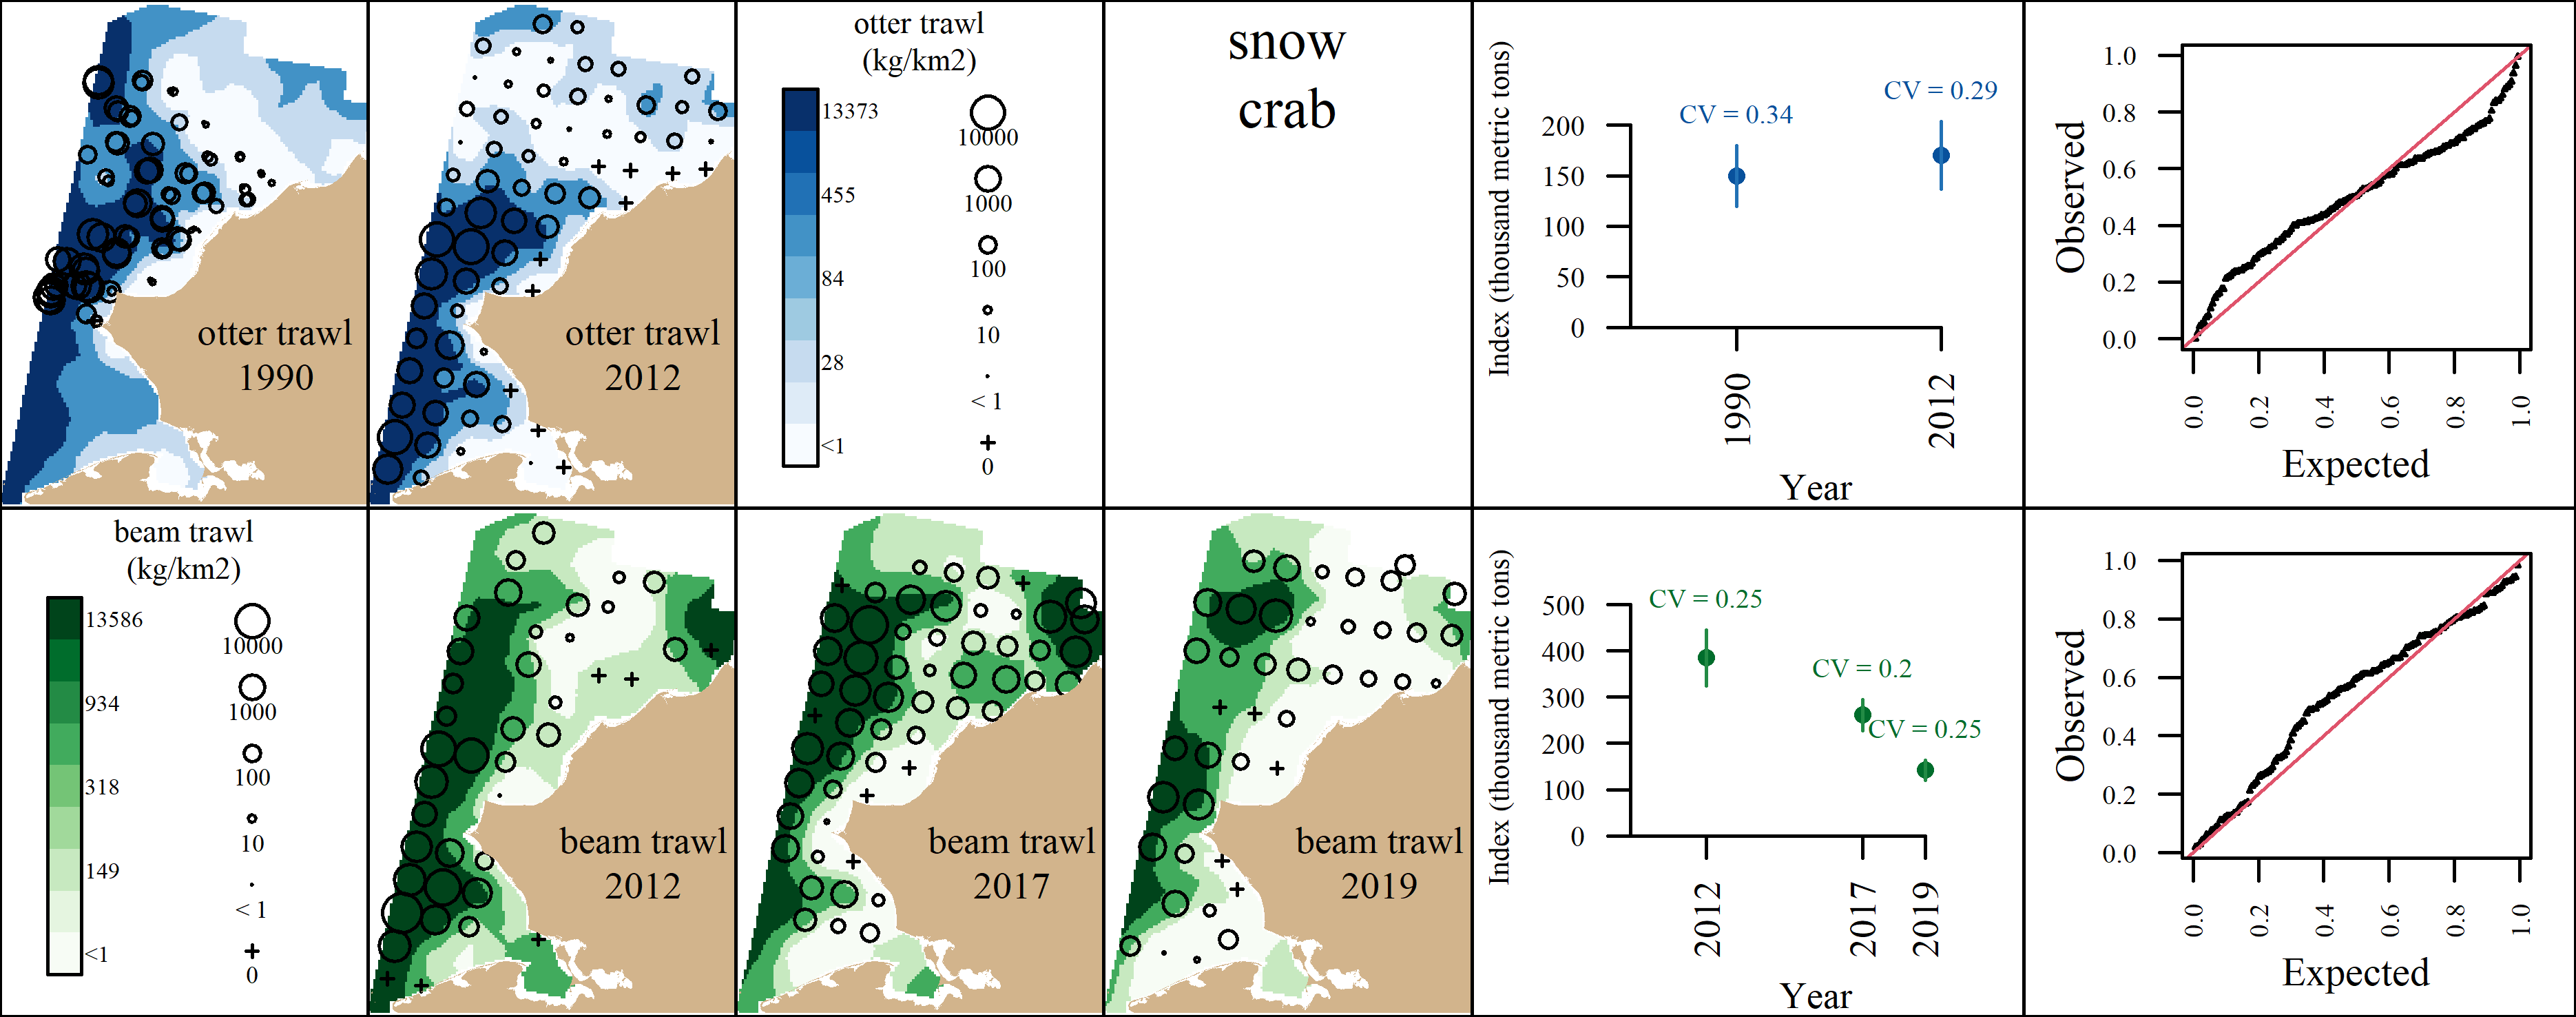 otter trawl
1990
otter trawl
2012
otter trawl
(kg/km2)
13373
455
84
28
<1
10000
1000
100
10
< 1
0
snow
crab
Index (thousand metric tons)
200
150
100
50
0
CV = 0.34
CV = 0.29
1990
2012
Year
Observed
1.0
0.8
0.6
0.4
0.2
0.0
0.0
0.2
0.4
0.6
0.8
1.0
Expected
beam trawl
(kg/km2)
13586
934
318
149
<1
10000
1000
100
10
< 1
0
beam trawl
2012
beam trawl
2017
beam trawl
2019
Index (thousand metric tons)
500
400
300
200
100
0
CV = 0.25
CV = 0.2
CV = 0.25
2012
2017
2019
Year
Observed
1.0
0.8
0.6
0.4
0.2
0.0
0.0
0.2
0.4
0.6
0.8
1.0
Expected